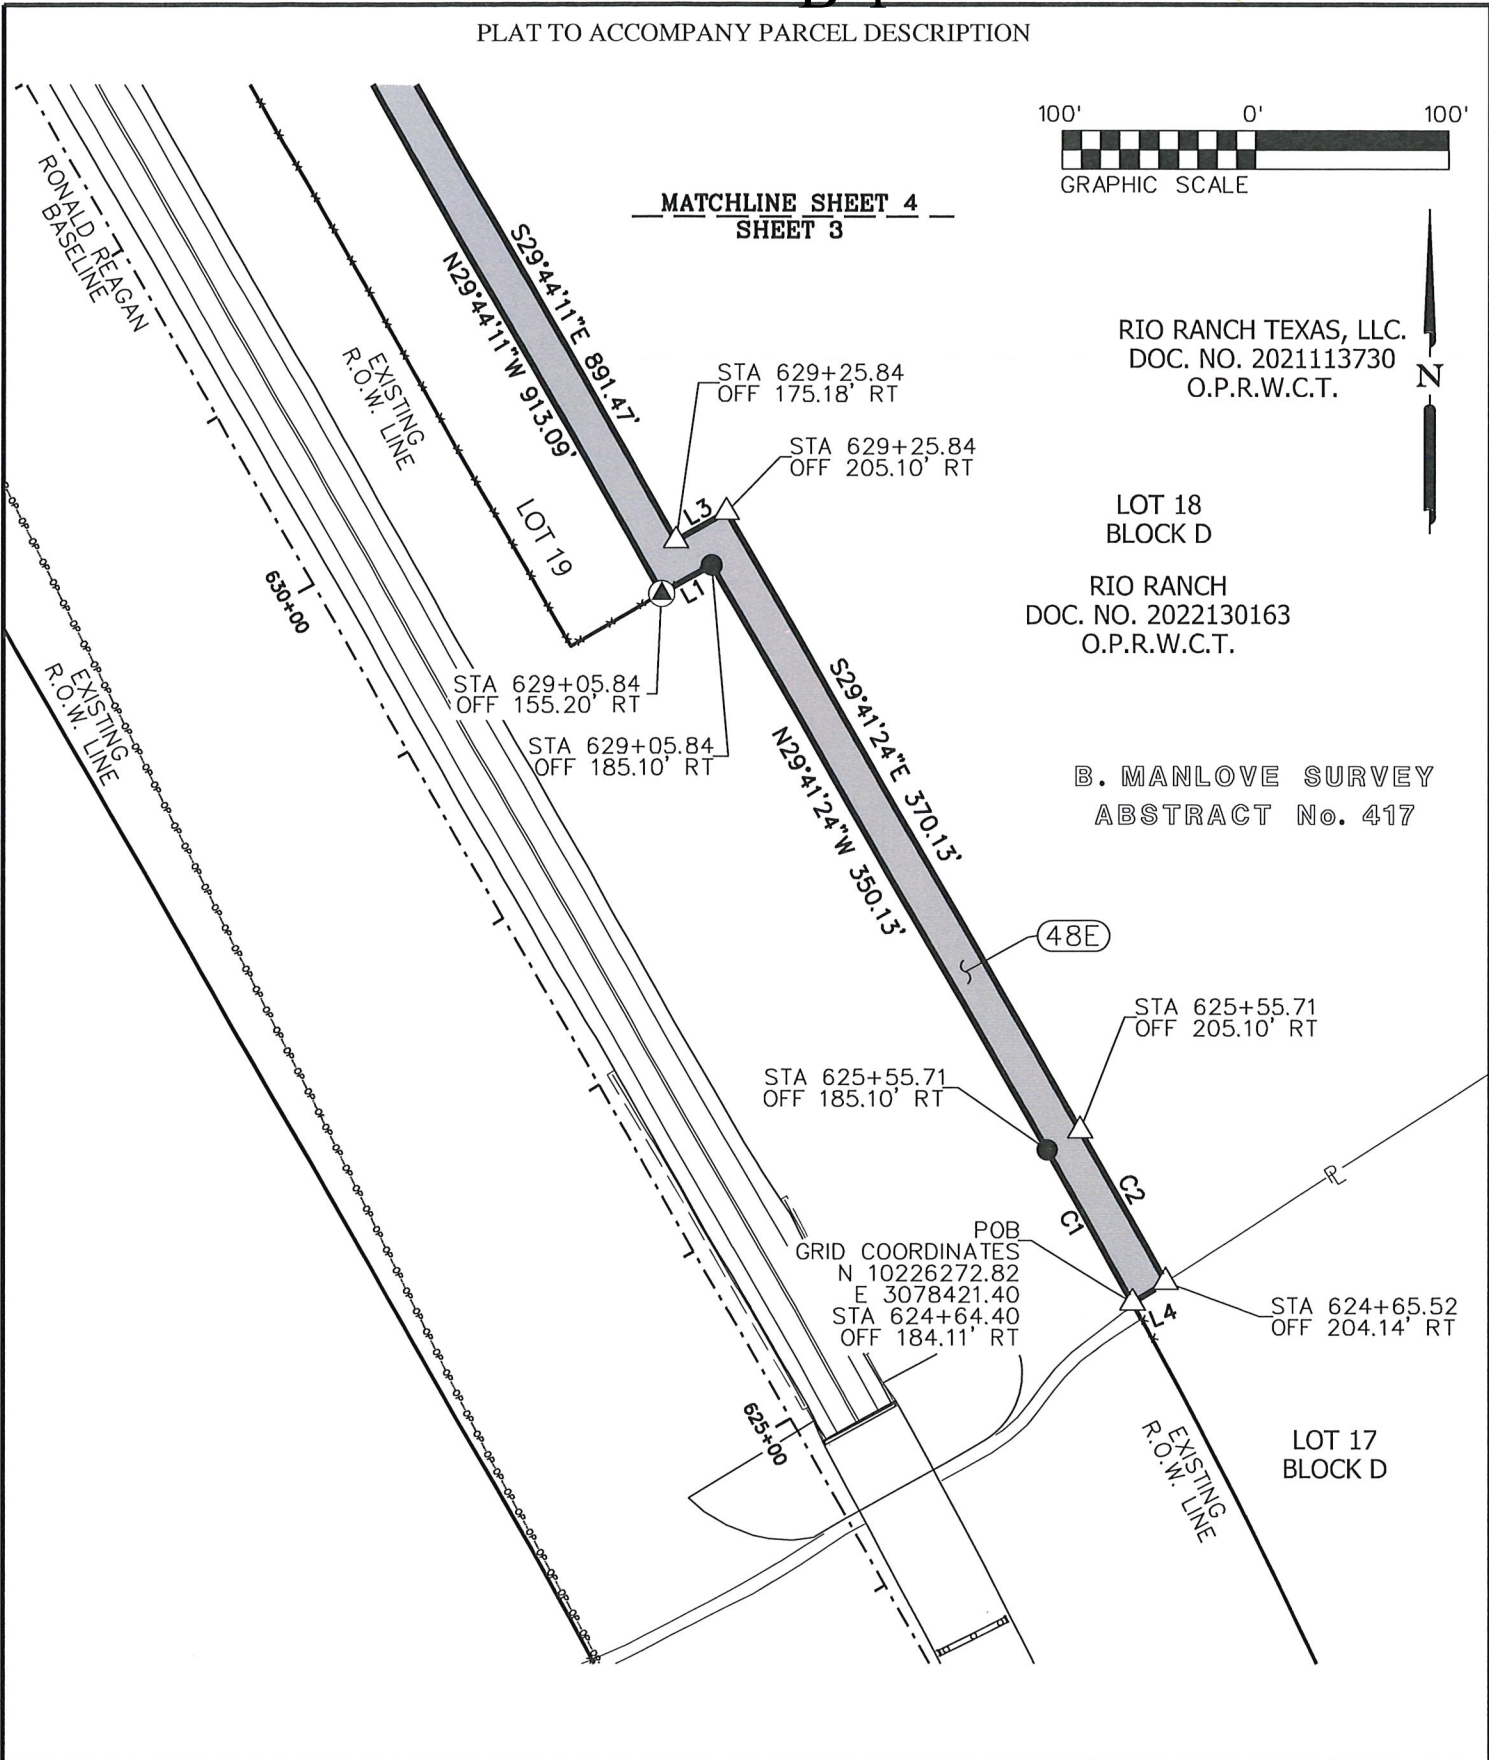 PLAT TO ACCOMPANY PARCEL DESCRIPTION
100' 0' 100'
GRAPHIC SCALE
MATCHLINE SHEET 4
SHEET 3
RONALD REAGAN
BASELINE
S29°44'11"E 891.47'
N29°44'11"W 913.09'
EXISTING
R.O.W. LINE
RIO RANCH TEXAS, LLC.
DOC. NO. 2021113730
O.P.R.W.C.T.
N
STA 629+25.84
OFF 175.18' RT
STA 629+25.84
OFF 205.10' RT
L3
LOT 19
LOT 18
BLOCK D
RIO RANCH
DOC. NO. 2022130163
O.P.R.W.C.T.
630+00
L1
EXISTING
R.O.W. LINE
STA 629+05.84
OFF 155.20' RT
STA 629+05.84
OFF 185.10' RT
S29°41'24"E 370.13'
N29°41'24"W 350.13'
B. MANLOVE SURVEY
ABSTRACT No. 417
48E
STA 625+55.71
OFF 205.10' RT
STA 625+55.71
OFF 185.10' RT
C2
C1
PL
POB
GRID COORDINATES
N 10226272.82
E 3078421.40
STA 624+64.40
OFF 184.11' RT
L4
STA 624+65.52
OFF 204.14' RT
625+00
EXISTING
R.O.W. LINE
LOT 17
BLOCK D